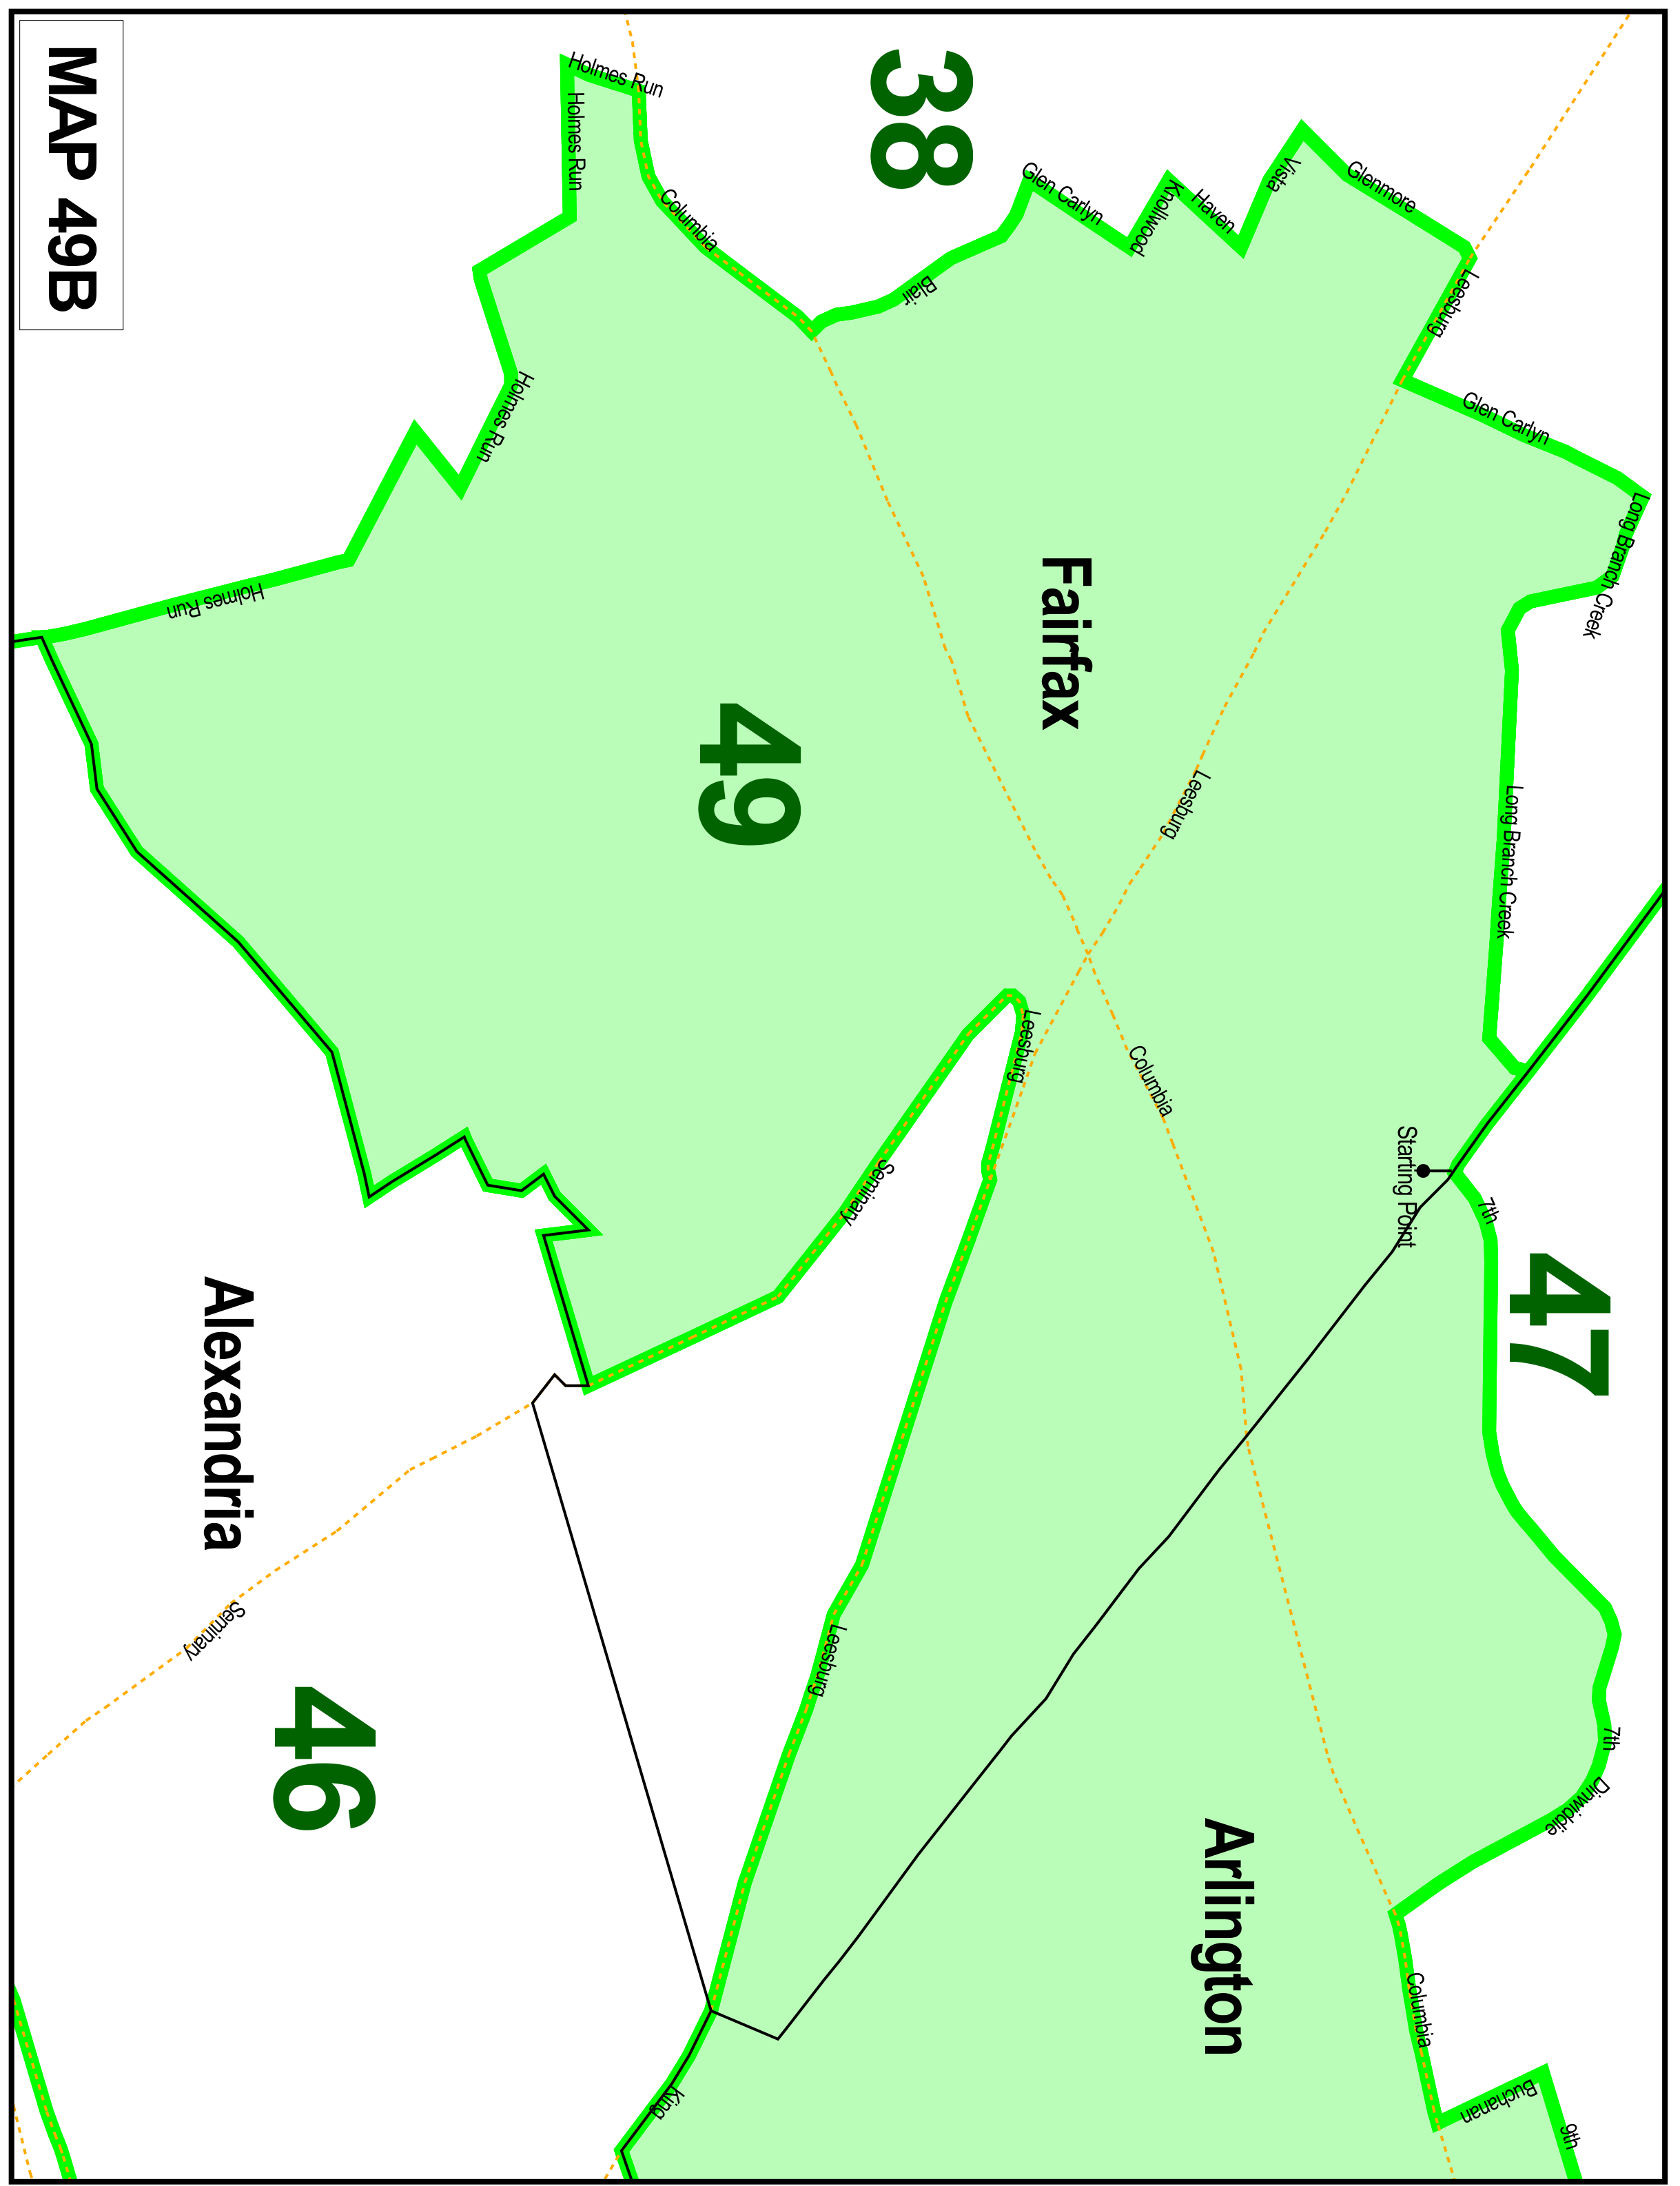 MAP 49B
38
47
49
46
Fairfax
Arlington
Alexandria
Starting Point
Holmes Run
Holmes Run
Holmes Run
Holmes Run
Columbia
Blair
Glen Carlyn
Knollwood
Haven
Vista
Glenmore
Leesburg
Glen Carlyn
Long Branch Creek
Long Branch Creek
Leesburg
Columbia
Leesburg
Seminary
7th
7th
Dinwiddie
Columbia
Buchanan
9th
Leesburg
King
Seminary